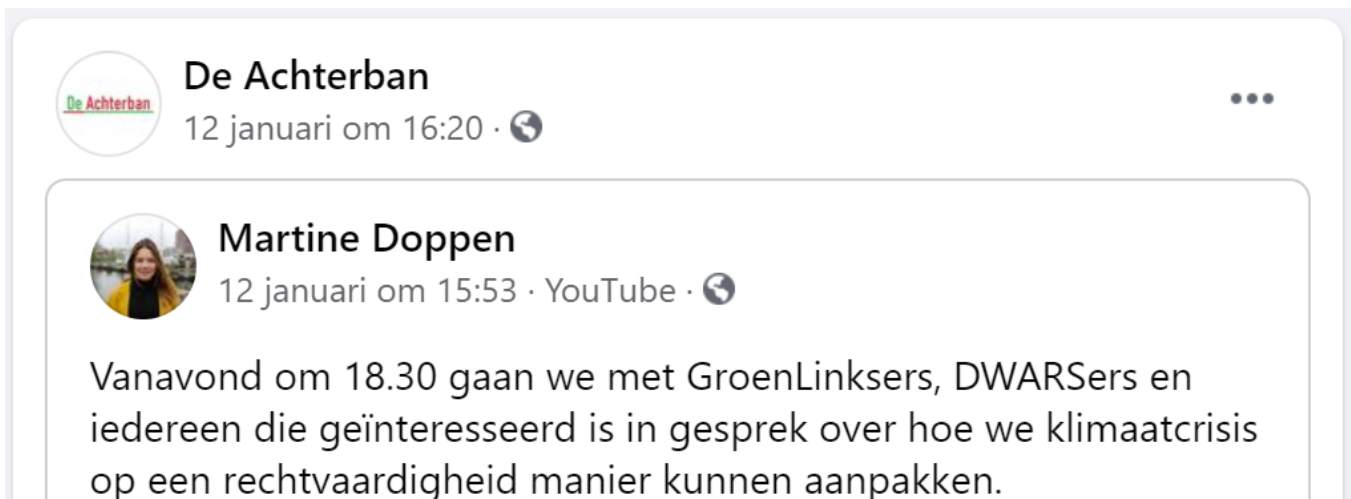 De Achterban
De Achterban
12 januari om 16:20 ·
Martine Doppen
12 januari om 15:53 · YouTube ·
Vanavond om 18.30 gaan we met GroenLinksers, DWARSers en
iedereen die geïnteresseerd is in gesprek over hoe we klimaatcrisis
op een rechtvaardigheid manier kunnen aanpakken.